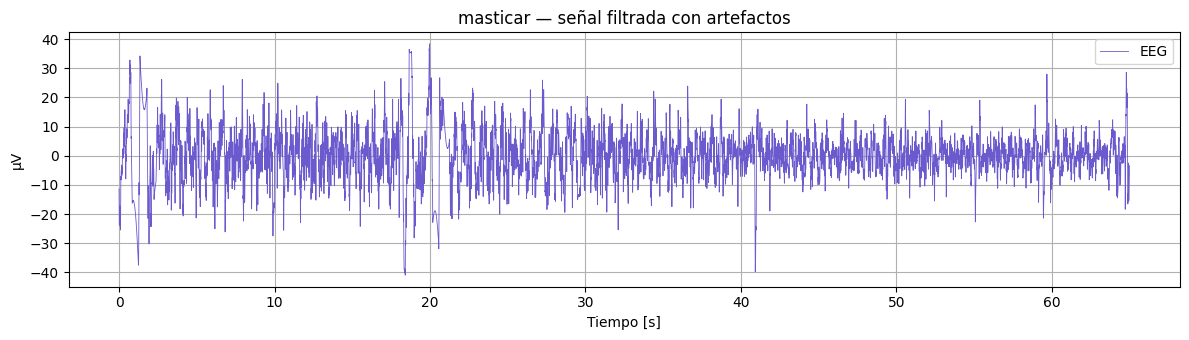 masticar — señal filtrada con artefactos
EEG
µV
40
30
20
10
0
−10
−20
−30
−40
0 10 20 30 40 50 60
Tiempo [s]